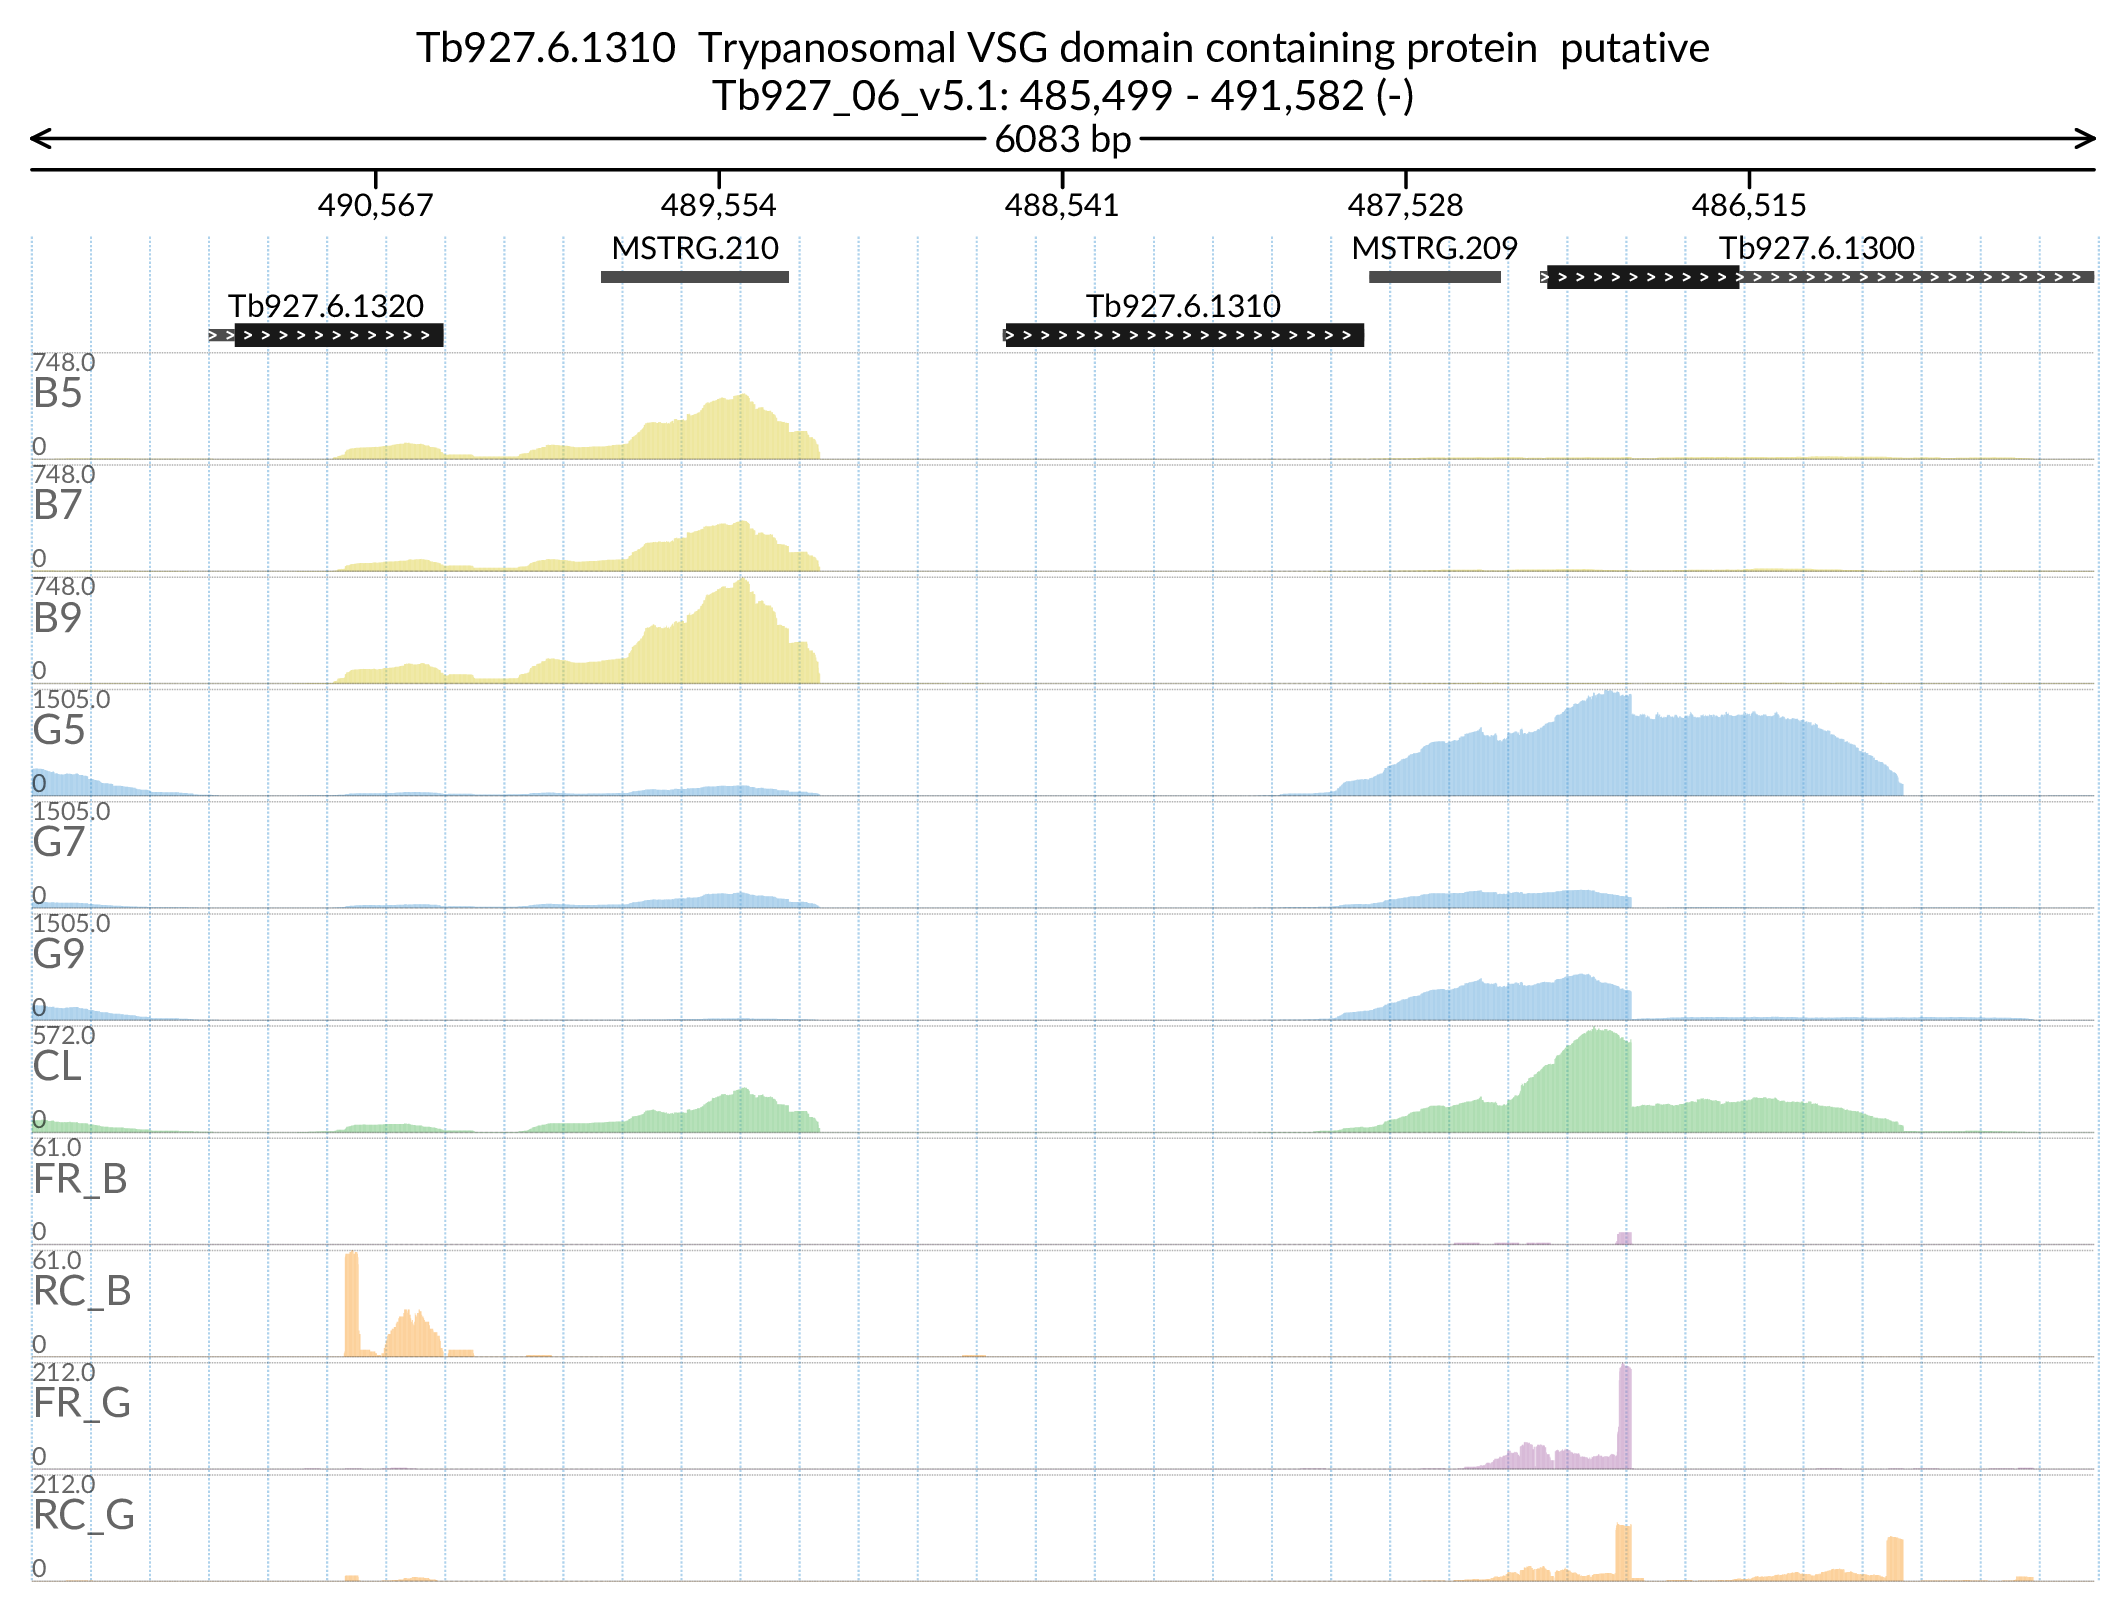 Tb927.6.1310  Trypanosomal VSG domain containing protein  putative
Tb927_06_v5.1: 485,499 - 491,582 (-)
6083 bp
490,567 489,554 488,541 487,528 486,515
MSTRG.210 MSTRG.209 Tb927.6.1300
Tb927.6.1320 Tb927.6.1310
748.0
B5
0
748.0
B7
0
748.0
B9
0
1505.0
G5
0
1505.0
G7
0
1505.0
G9
0
572.0
CL
0
61.0
FR_B
0
61.0
RC_B
0
212.0
FR_G
0
212.0
RC_G
0